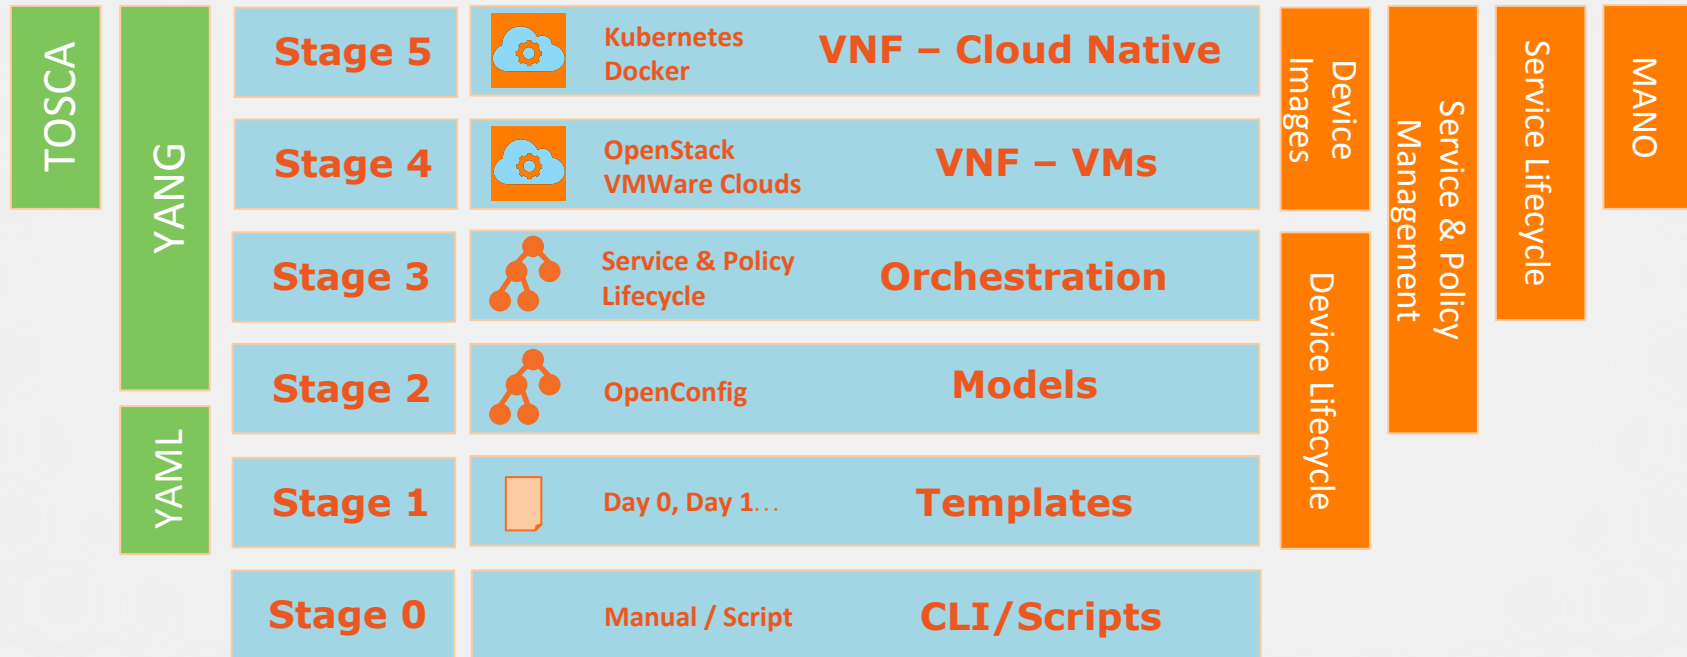 TOSCA
YANG
YAML
Stage 5
Kubernetes
Docker
VNF – Cloud Native
Stage 4
OpenStack
VMWare Clouds
VNF – VMs
Stage 3
Service & Policy
Lifecycle
Orchestration
Stage 2
OpenConfig
Models
Stage 1
Day 0, Day 1...
Templates
Stage 0
Manual / Script
CLI/Scripts
Device
Images
Device Lifecycle
Service & Policy
Management
Service Lifecycle
MANO